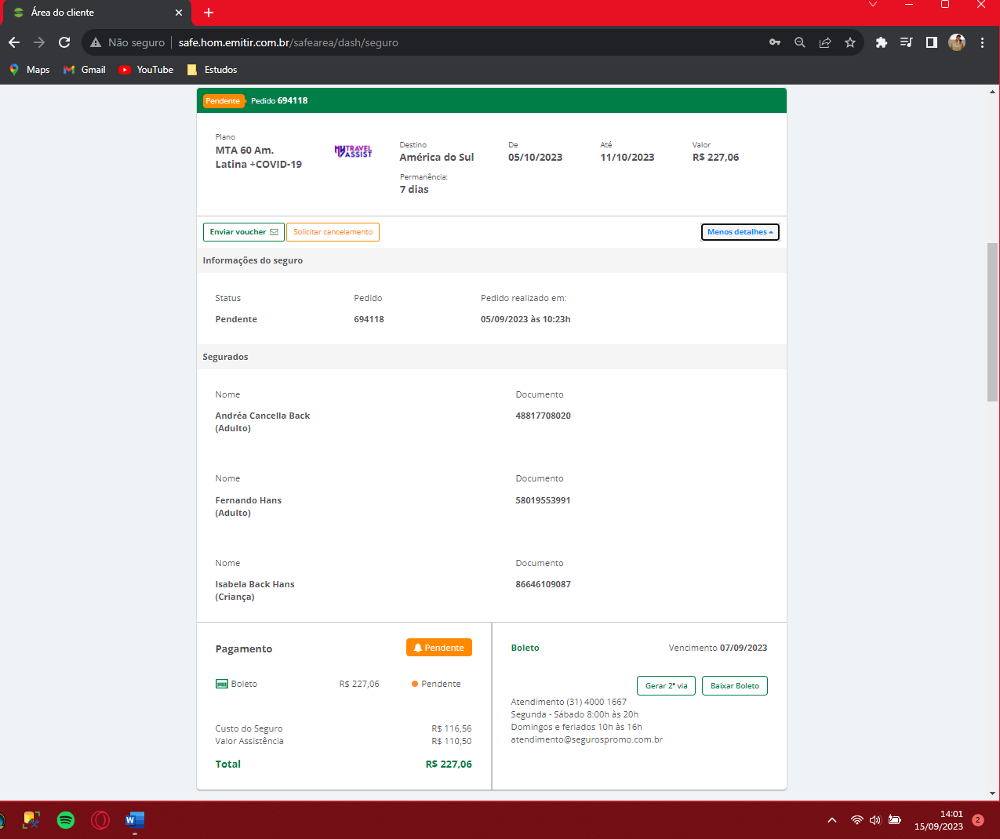 Área do cliente
Não seguro
safe.hom.emitir.com.br/safearea/dash/seguro
Maps
Gmail
YouTube
Estudos
Pendente
Pedido 694118
Plano
MTA 60 Am.
Latina +COVID-19
MYTRAVEL
ASSIST
Destino
América do Sul
De
05/10/2023
Até
11/10/2023
Valor
R$ 227,06
Permanência:
7 dias
Enviar voucher
Solicitar cancelamento
Menos detalhes
Informações do seguro
Status
Pedido
Pedido realizado em:
Pendente
694118
05/09/2023 às 10:23h
Segurados
Nome
Documento
Andréa Cancella Back
(Adulto)
48817708020
Nome
Documento
Fernando Hans
(Adulto)
58019553991
Nome
Documento
Isabela Back Hans
(Criança)
86646109087
Pagamento
Pendente
Boleto
R$ 227,06
Pendente
Custo do Seguro
R$ 116,56
Valor Assistência
R$ 110,50
Total
R$ 227,06
Boleto
Vencimento 07/09/2023
Gerar 2ª via
Baixar Boleto
Atendimento (31) 4000 1667
Segunda - Sábado 8:00h às 20h
Domingos e feriados 10h às 16h
atendimento@segurospromo.com.br
W
14:01
15/09/2023
2